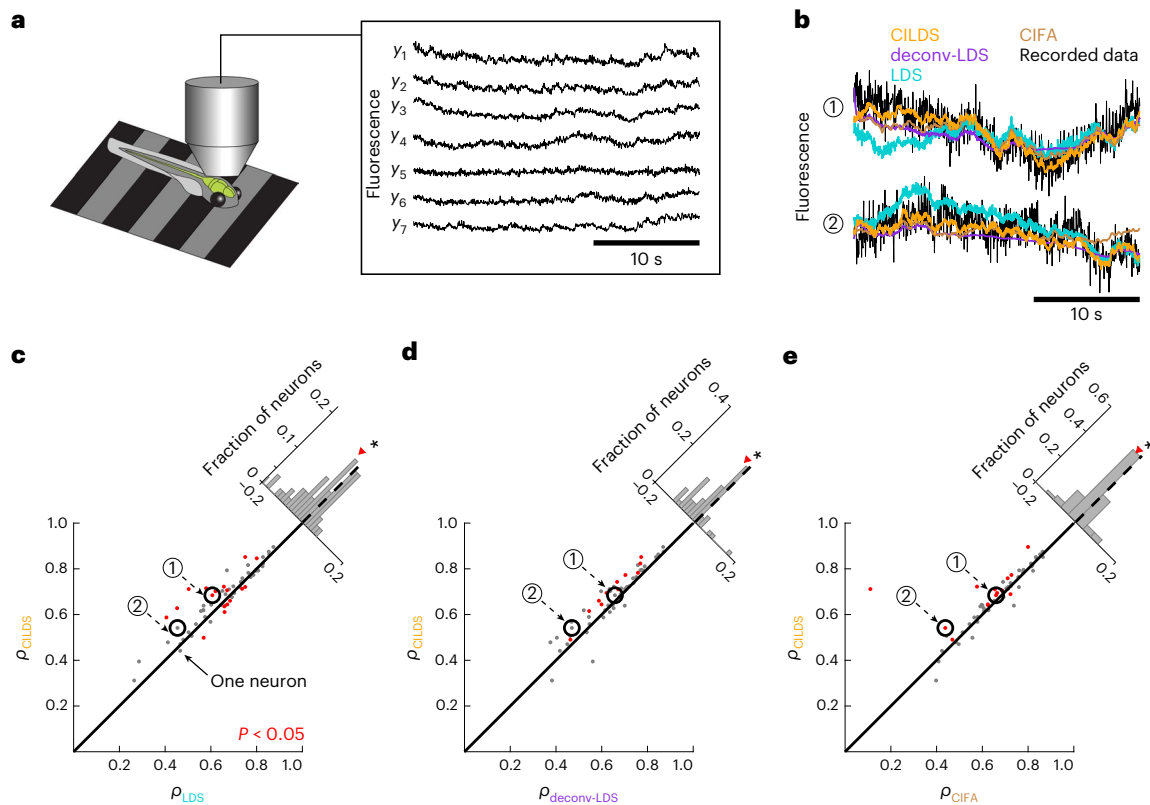 a
Fluorescence
y1
y2
y3
y4
y5
y6
y7
10 s
b
CILDS
deconv-LDS
LDS
CIFA
Recorded data
Fluorescence
1
2
10 s
c
Fraction of neurons
0
0.1
0.2
–0.2
0.2
*
1.0
0.8
0.6
0.4
0.2
ρCILDS
1
2
One neuron
P < 0.05
0.2 0.4 0.6 0.8 1.0
ρLDS
d
Fraction of neurons
0
0.2
0.4
–0.2
0.2
*
1.0
0.8
0.6
0.4
0.2
ρCILDS
1
2
0.2 0.4 0.6 0.8 1.0
ρdeconv-LDS
e
Fraction of neurons
0
0.2
0.4
0.6
–0.2
0.2
*
1.0
0.8
0.6
0.4
0.2
ρCILDS
1
2
0.2 0.4 0.6 0.8 1.0
ρCIFA